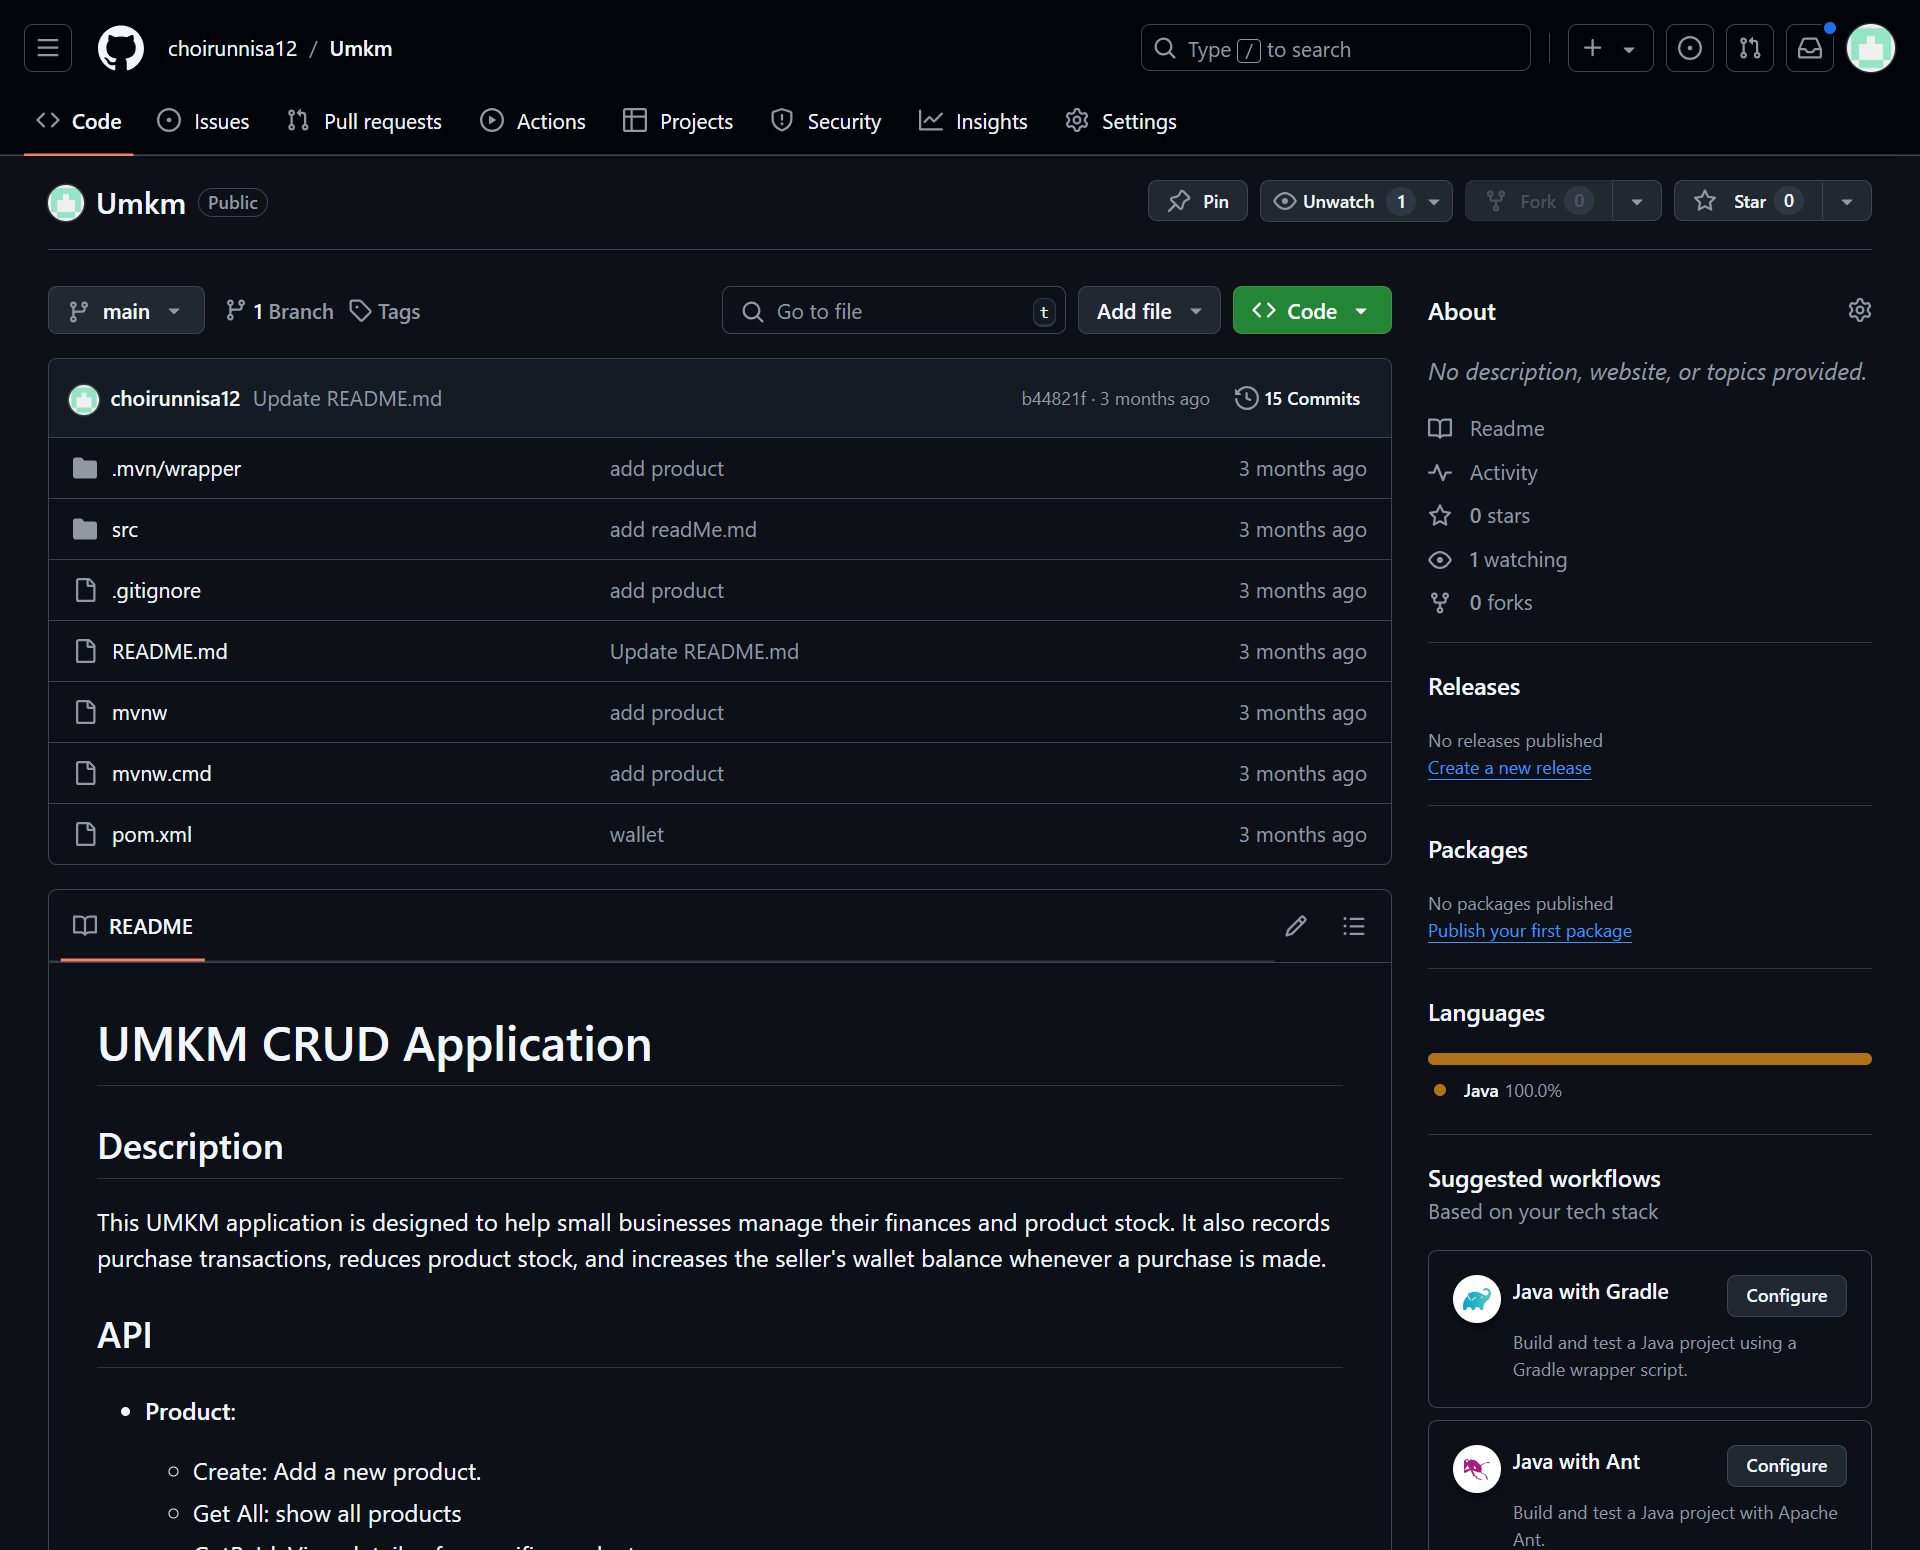 choirunnisa12 / Umkm
Type / to search
Code Issues Pull requests Actions Projects Security Insights Settings
Umkm Public
Pin Unwatch 1 Fork 0 Star 0
main 1 Branch Tags
Go to file t Add file Code
choirunnisa12 Update README.md b44821f · 3 months ago 15 Commits
.mvn/wrapper add product 3 months ago
src add readMe.md 3 months ago
.gitignore add product 3 months ago
README.md Update README.md 3 months ago
mvnw add product 3 months ago
mvnw.cmd add product 3 months ago
pom.xml wallet 3 months ago
README
UMKM CRUD Application
Description
This UMKM application is designed to help small businesses manage their finances and product stock. It also records
purchase transactions, reduces product stock, and increases the seller's wallet balance whenever a purchase is made.
API
Product:
Create: Add a new product.
Get All: show all products
About
No description, website, or topics provided.
Readme
Activity
0 stars
1 watching
0 forks
Releases
No releases published
Create a new release
Packages
No packages published
Publish your first package
Languages
Java 100.0%
Suggested workflows
Based on your tech stack
Java with Gradle Configure
Build and test a Java project using a
Gradle wrapper script.
Java with Ant Configure
Build and test a Java project with Apache
Ant.